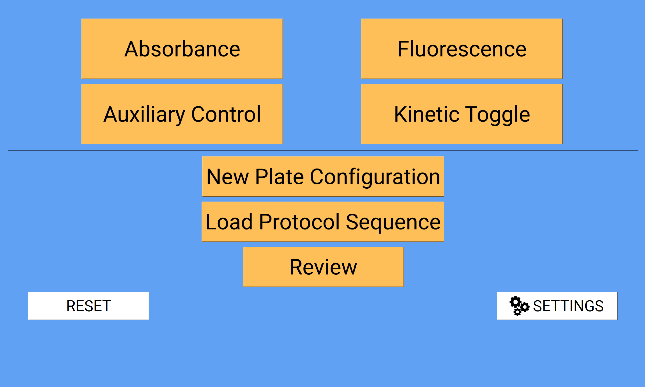 Absorbance
Fluorescence
Auxiliary Control
Kinetic Toggle
New Plate Configuration
Load Protocol Sequence
Review
RESET
SETTINGS